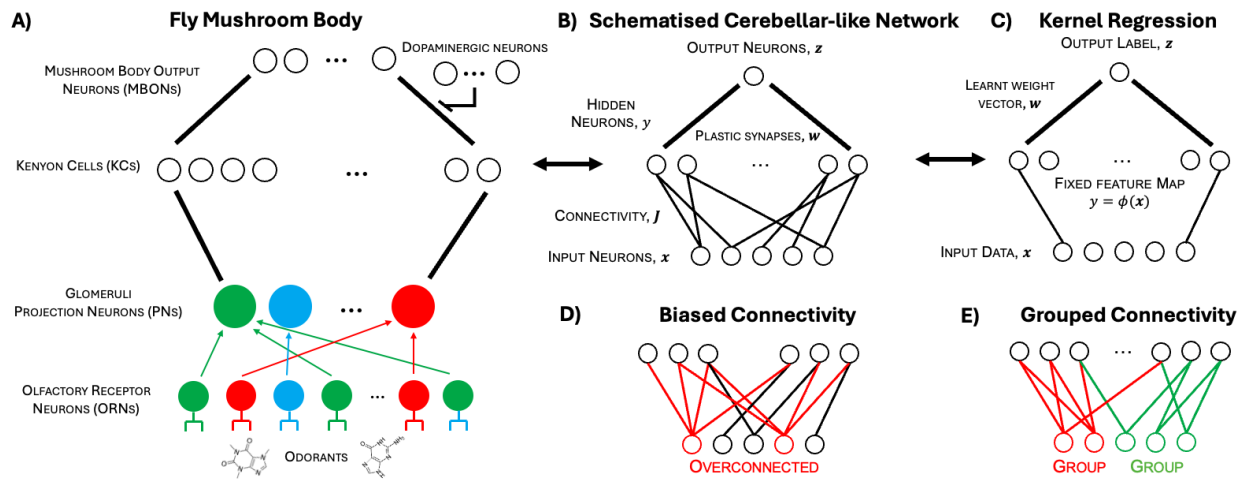 A)
Fly Mushroom Body
Dopaminergic neurons
Mushroom Body Output
Neurons (MBONs)
...
...
Kenyon Cells (KCs)
...
Glomeruli
Projection Neurons (PNs)
...
Olfactory Receptor
Neurons (ORNs)
...
Odorants
B)
Schematised Cerebellar-like Network
Output Neurons, z
Hidden
Neurons, y
Plastic synapses, w
...
Connectivity, J
Input Neurons, x
C)
Kernel Regression
Output Label, z
Learnt weight
vector, w
...
Fixed feature Map
y = ϕ(x)
Input Data, x
D)
Biased Connectivity
Overconnected
E)
Grouped Connectivity
...
Group
Group